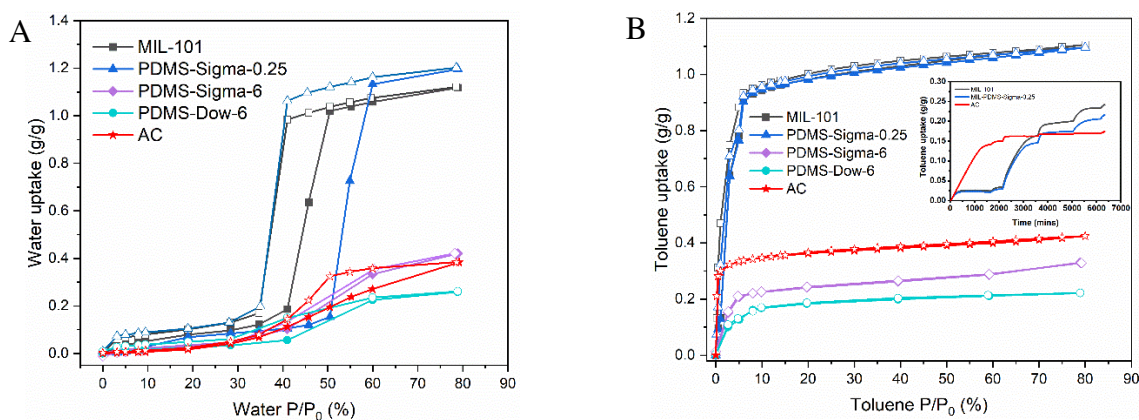 A
MIL-101
PDMS-Sigma-0.25
PDMS-Sigma-6
PDMS-Dow-6
AC
Water uptake (g/g)
1.4
1.2
1.0
0.8
0.6
0.4
0.2
0.0
0 10 20 30 40 50 60 70 80 90
Water P/P0 (%)
B
MIL-101
PDMS-Sigma-0.25
PDMS-Sigma-6
PDMS-Dow-6
AC
Toluene uptake (g/g)
1.2
1.0
0.8
0.6
0.4
0.2
0.0
0 10 20 30 40 50 60 70 80 90
Toluene P/P0 (%)
MIL-101
MIL-PDMS-Sigma-0.25
AC
Toluene uptake (g/g)
0.30
0.25
0.20
0.15
0.10
0.05
0.00
0 1000 2000 3000 4000 5000 6000 7000
Time (mins)